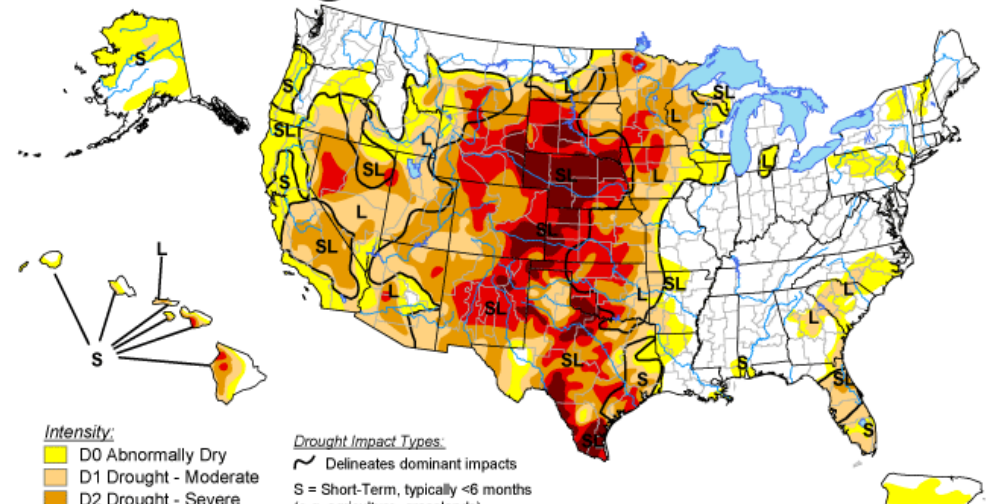 S
S
SL
SL
S
L
SL
L
SL
L
SL
L
L
SL
L
L
SL
SL
L
SL
L
SL
L
L
SL
S
S
SL
S
SL
L
S
Intensity:
D0 Abnormally Dry
D1 Drought - Moderate
D2 Drought - Severe
Drought Impact Types:
Delineates dominant impacts
S = Short-Term, typically <6 months